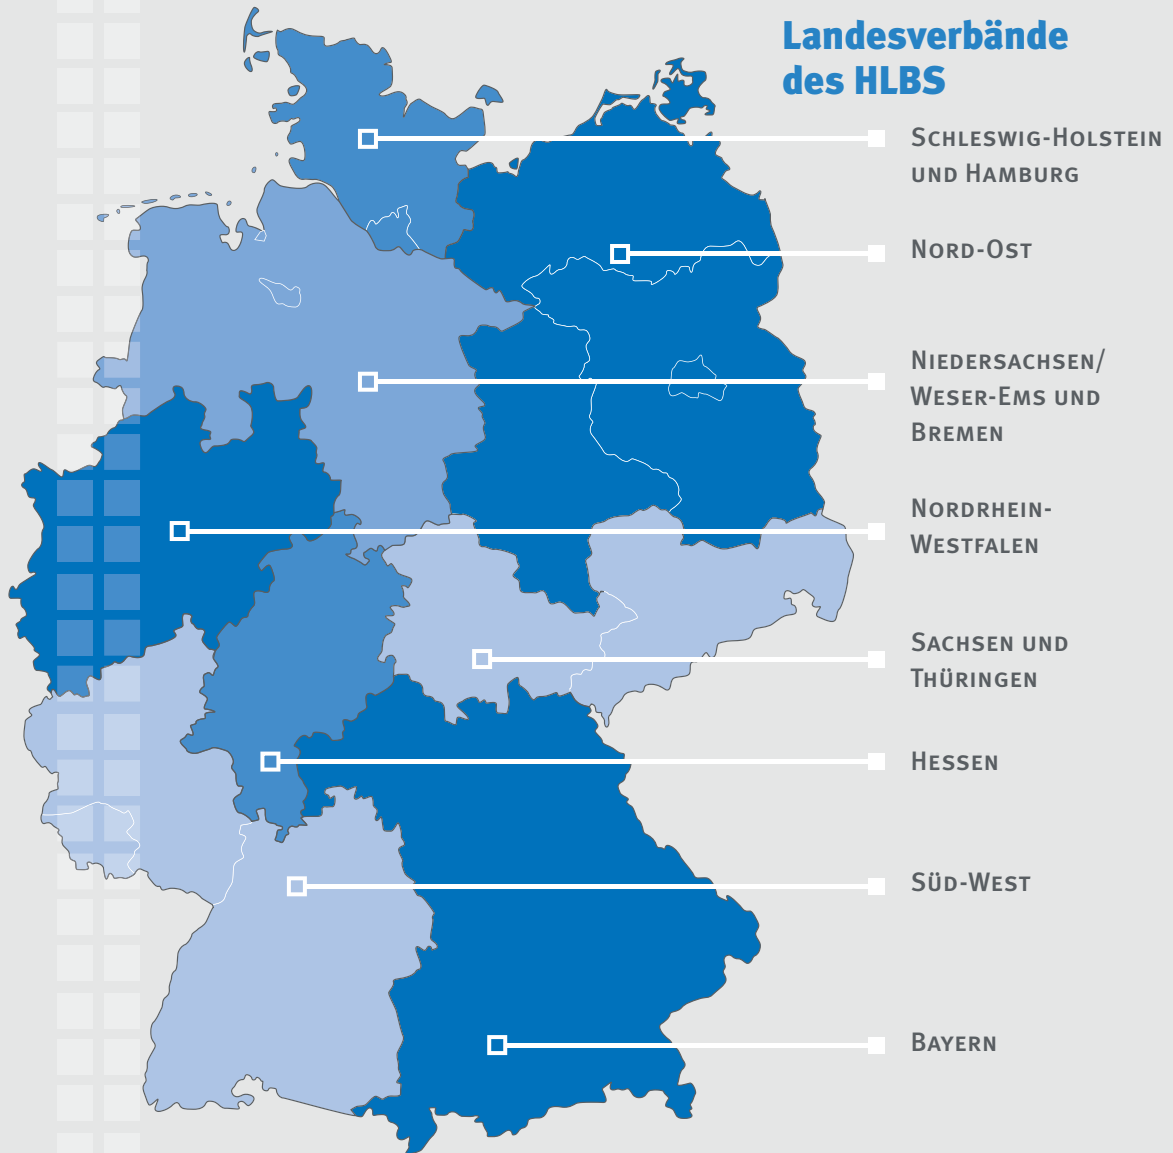 Landesverbände
des HLBS
Schleswig-Holstein
und Hamburg
Nord-Ost
Niedersachsen/
Weser-Ems und
Bremen
Nordrhein-
Westfalen
Sachsen und
Thüringen
Hessen
Süd-West
Bayern